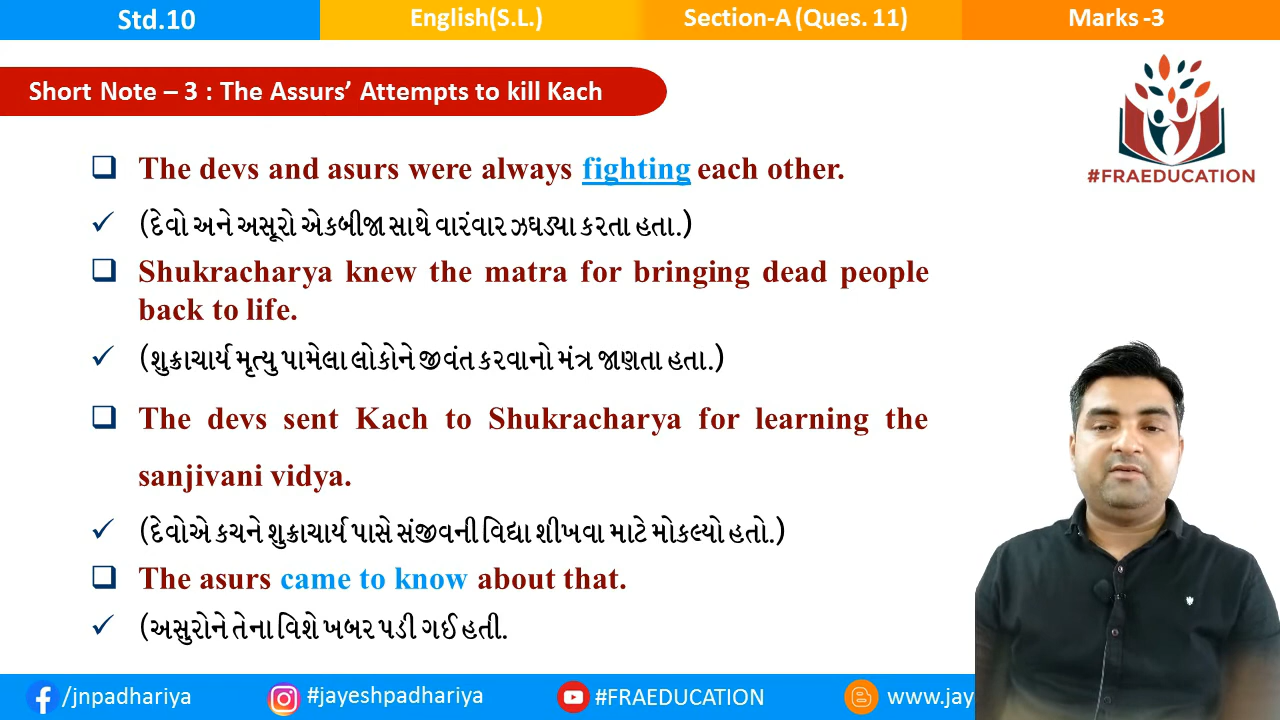 Std.10
English(S.L.)
Section-A (Ques. 11)
Marks -3
Short Note – 3 : The Assurs’ Attempts to kill Kach
#FRAEDUCATION
The devs and asurs were always fighting each other.
(દેવો અને અસૂરો એકબીજા સાથે વારંવાર ઝઘડ્યા કરતા હતા.)
Shukracharya knew the matra for bringing dead people
back to life.
(શુક્રાચાર્ય મૃત્યુ પામેલા લોકોને જીવંત કરવાનો મંત્ર જાણતા હતા.)
The devs sent Kach to Shukracharya for learning the
sanjivani vidya.
(દેવોએ કચને શુક્રાચાર્ય પાસે સંજીવની વિદ્યા શીખવા માટે મોકલ્યો હતો.)
The asurs came to know about that.
(અસુરોને તેના વિશે ખબર પડી ગઈ હતી.
/jnpadhariya
#jayeshpadhariya
#FRAEDUCATION
www.jay